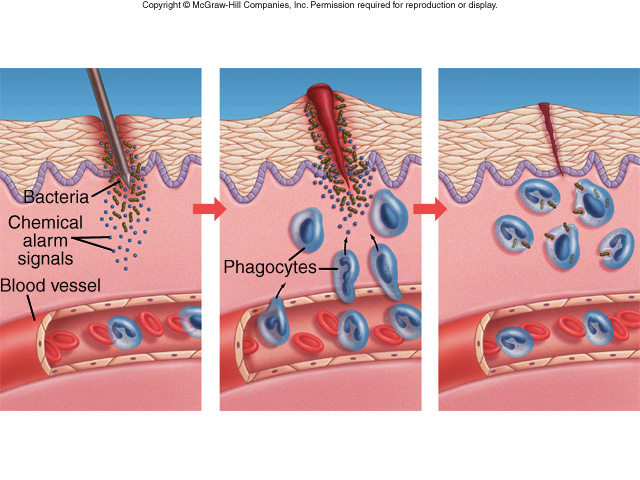 Copyright © McGraw-Hill Companies, Inc. Permission required for reproduction or display.
Bacteria
Chemical
alarm
signals
Blood vessel
Phagocytes